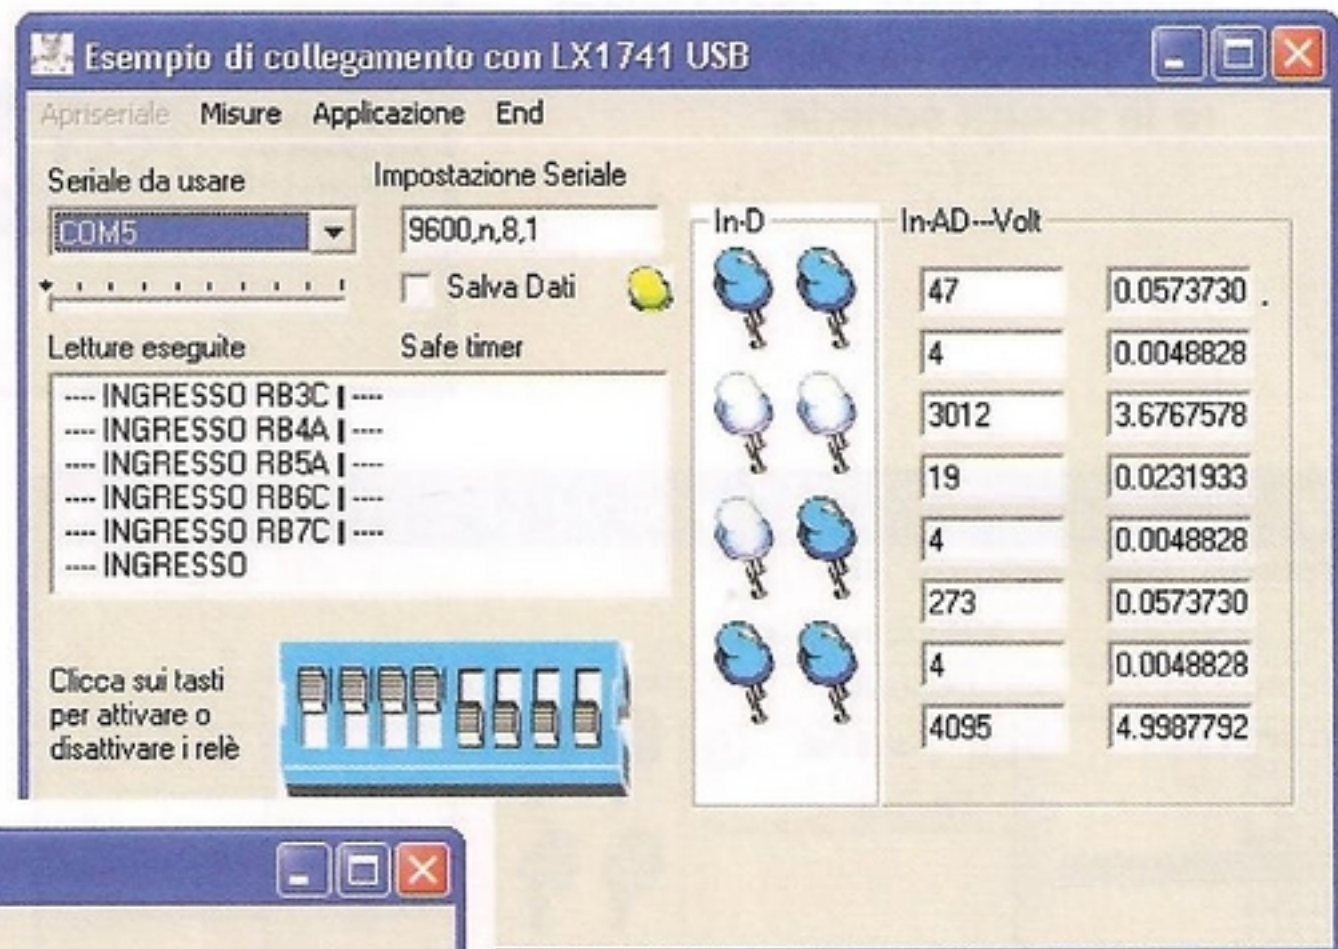 Esempio di collegamento con LX1741 USB
Apriseriale Misure Applicazione End
Seriale da usare Impostazione Seriale
COM5 9600,n,8,1
Salva Dati
Letture eseguite Safe timer
---- INGRESSO RB3C | ----
---- INGRESSO RB4A | ----
---- INGRESSO RB5A | ----
---- INGRESSO RB6C | ----
---- INGRESSO RB7C | ----
---- INGRESSO
Clicca sui tasti
per attivare o
disattivare i relè
In-D In-AD---Volt
47 0.0573730 .
4 0.0048828
3012 3.6767578
19 0.0231933
4 0.0048828
273 0.0573730
4 0.0048828
4095 4.9987792